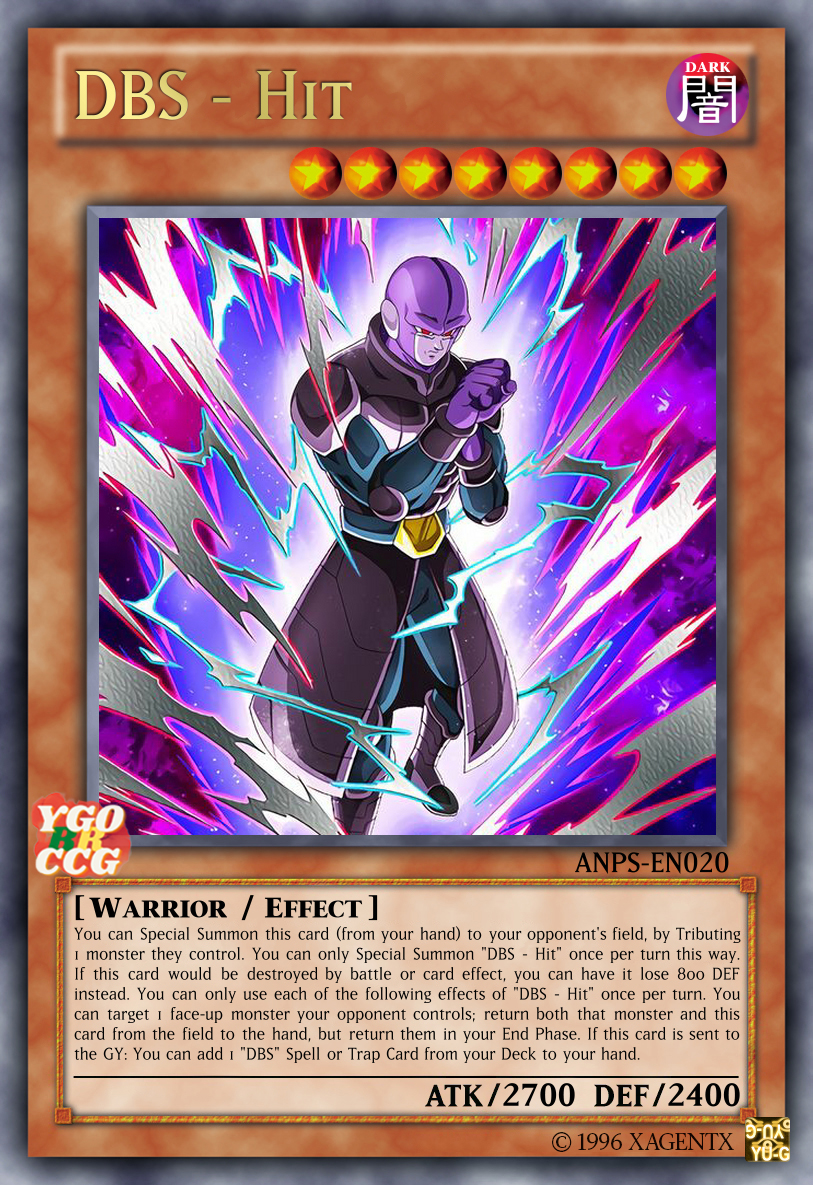 DBS - Hit
DARK
闇
YGO
RR
CCG
ANPS-EN020
[ Warrior / Effect ]
You can Special Summon this card (from your hand) to your opponent's field, by Tributing
1 monster they control. You can only Special Summon "DBS - Hit" once per turn this way.
If this card would be destroyed by battle or card effect, you can have it lose 800 DEF
instead. You can only use each of the following effects of "DBS - Hit" once per turn. You
can target 1 face-up monster your opponent controls; return both that monster and this
card from the field to the hand, but return them in your End Phase. If this card is sent to
the GY: You can add 1 "DBS" Spell or Trap Card from your Deck to your hand.
ATK/2700 DEF/2400
© 1996 XAGENTX